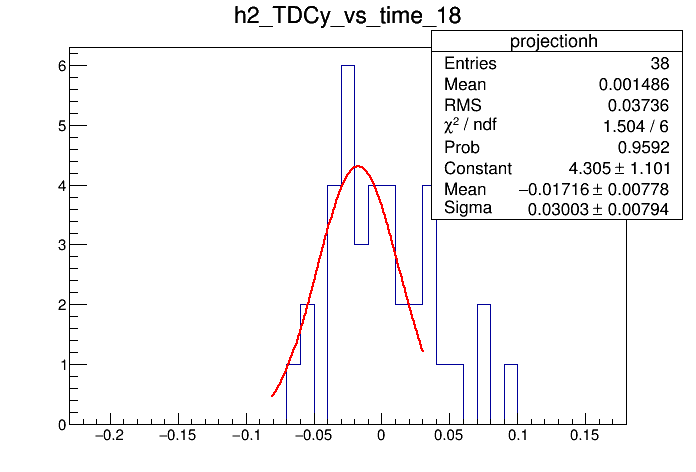 h2_TDCy_vs_time_18
projectionh
Entries 38
Mean 0.001486
RMS 0.03736
χ² / ndf 1.504 / 6
Prob 0.9592
Constant 4.305 ± 1.101
Mean −0.01716 ± 0.00778
Sigma 0.03003 ± 0.00794
6
5
4
3
2
1
0
−0.2 −0.15 −0.1 −0.05 0 0.05 0.1 0.15